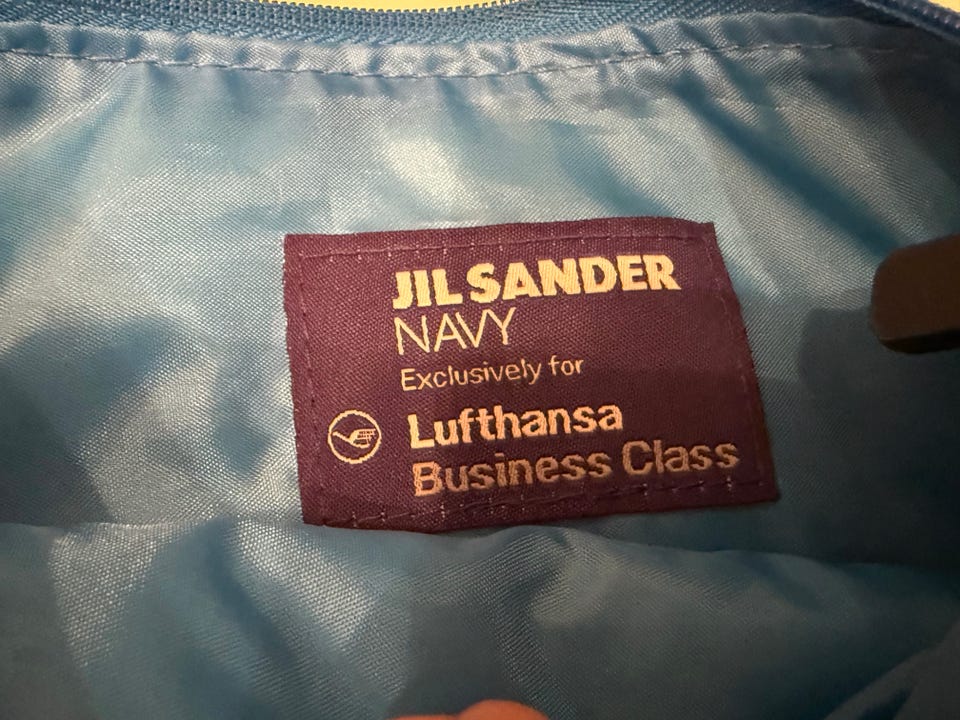 JIL SANDER
NAVY
Exclusively for
Lufthansa
Business Class